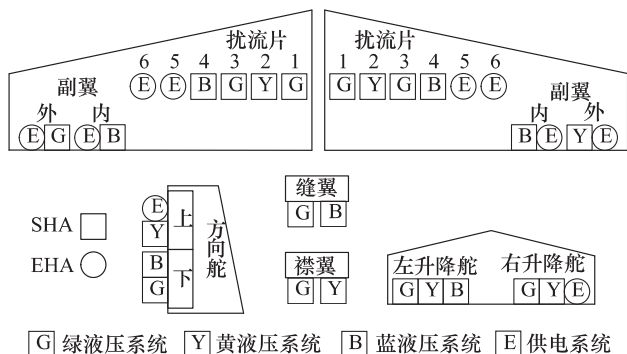 扰流片 扰流片
6 5 4 3 2 1 1 2 3 4 5 6
E E B G Y G G Y G B E E
副翼 副翼
外 内 内 外
E G E B B E Y E
缝翼
G B
SHA
EHA
E
Y
B
G
上
下
方向舵
襟翼
G Y
左升降舵 右升降舵
G Y B G Y E
G 绿液压系统 Y 黄液压系统 B 蓝液压系统 E 供电系统